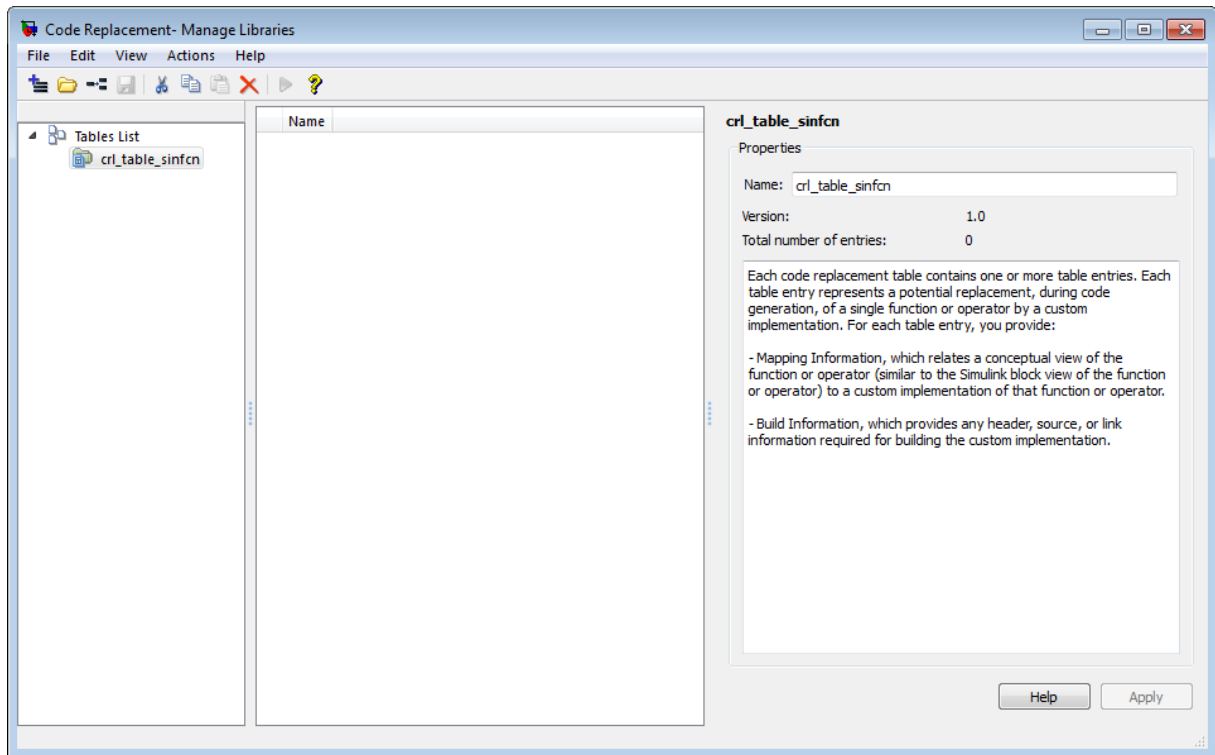 Code Replacement- Manage Libraries
File Edit View Actions Help
Tables List
crl_table_sinfcn
Name
crl_table_sinfcn
Properties
Name: crl_table_sinfcn
Version: 1.0
Total number of entries: 0
Each code replacement table contains one or more table entries. Each
table entry represents a potential replacement, during code
generation, of a single function or operator by a custom
implementation. For each table entry, you provide:
- Mapping Information, which relates a conceptual view of the
function or operator (similar to the Simulink block view of the function
or operator) to a custom implementation of that function or operator.
- Build Information, which provides any header, source, or link
information required for building the custom implementation.
Help Apply